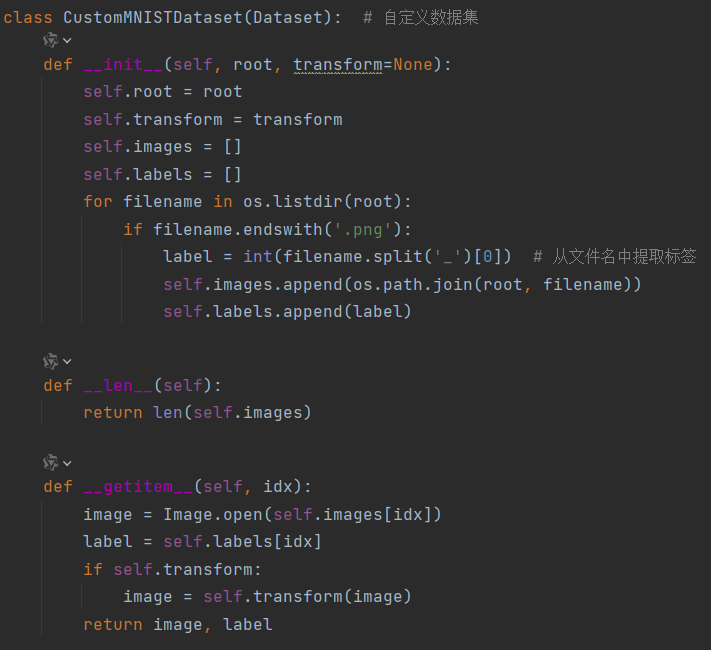 class CustomMNISTDataset(Dataset):  # 自定义数据集
    def __init__(self, root, transform=None):
        self.root = root
        self.transform = transform
        self.images = []
        self.labels = []
        for filename in os.listdir(root):
            if filename.endswith('.png'):
                label = int(filename.split('_')[0])  # 从文件名中提取标签
                self.images.append(os.path.join(root, filename))
                self.labels.append(label)
    def __len__(self):
        return len(self.images)
    def __getitem__(self, idx):
        image = Image.open(self.images[idx])
        label = self.labels[idx]
        if self.transform:
            image = self.transform(image)
        return image, label